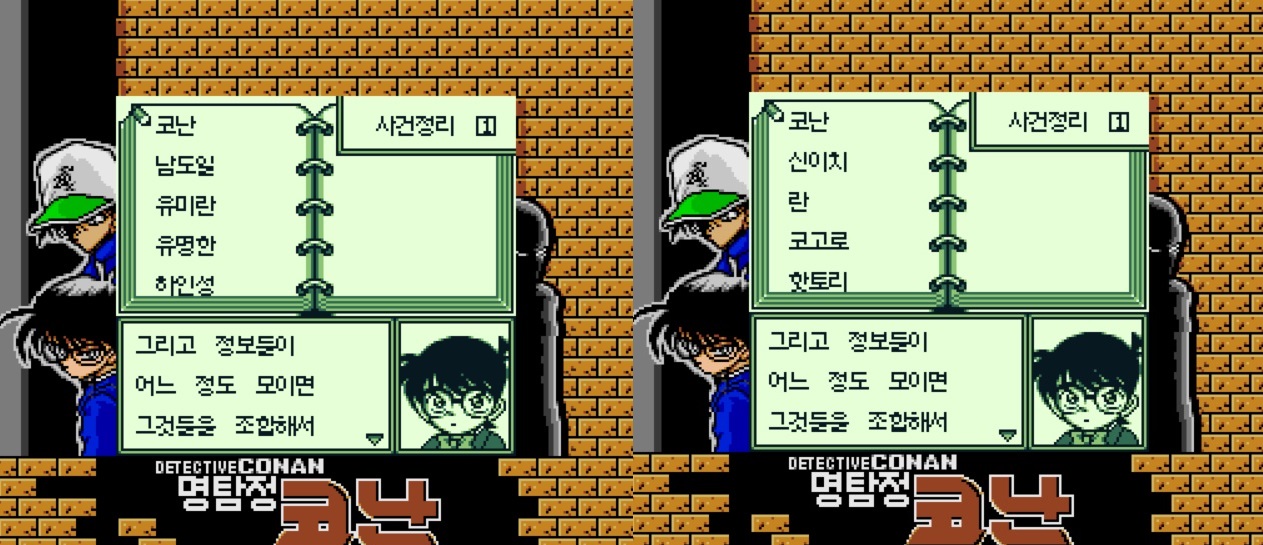 코난
사건정리 1
남도일
유미란
유명한
하인성
그리고 정보들이
어느 정도 모이면
그것들을 조합해서
DETECTIVE CONAN
명탐정 코난
코난
사건정리 1
신이치
란
코고로
핫토리
그리고 정보들이
어느 정도 모이면
그것들을 조합해서
DETECTIVE CONAN
명탐정 코난